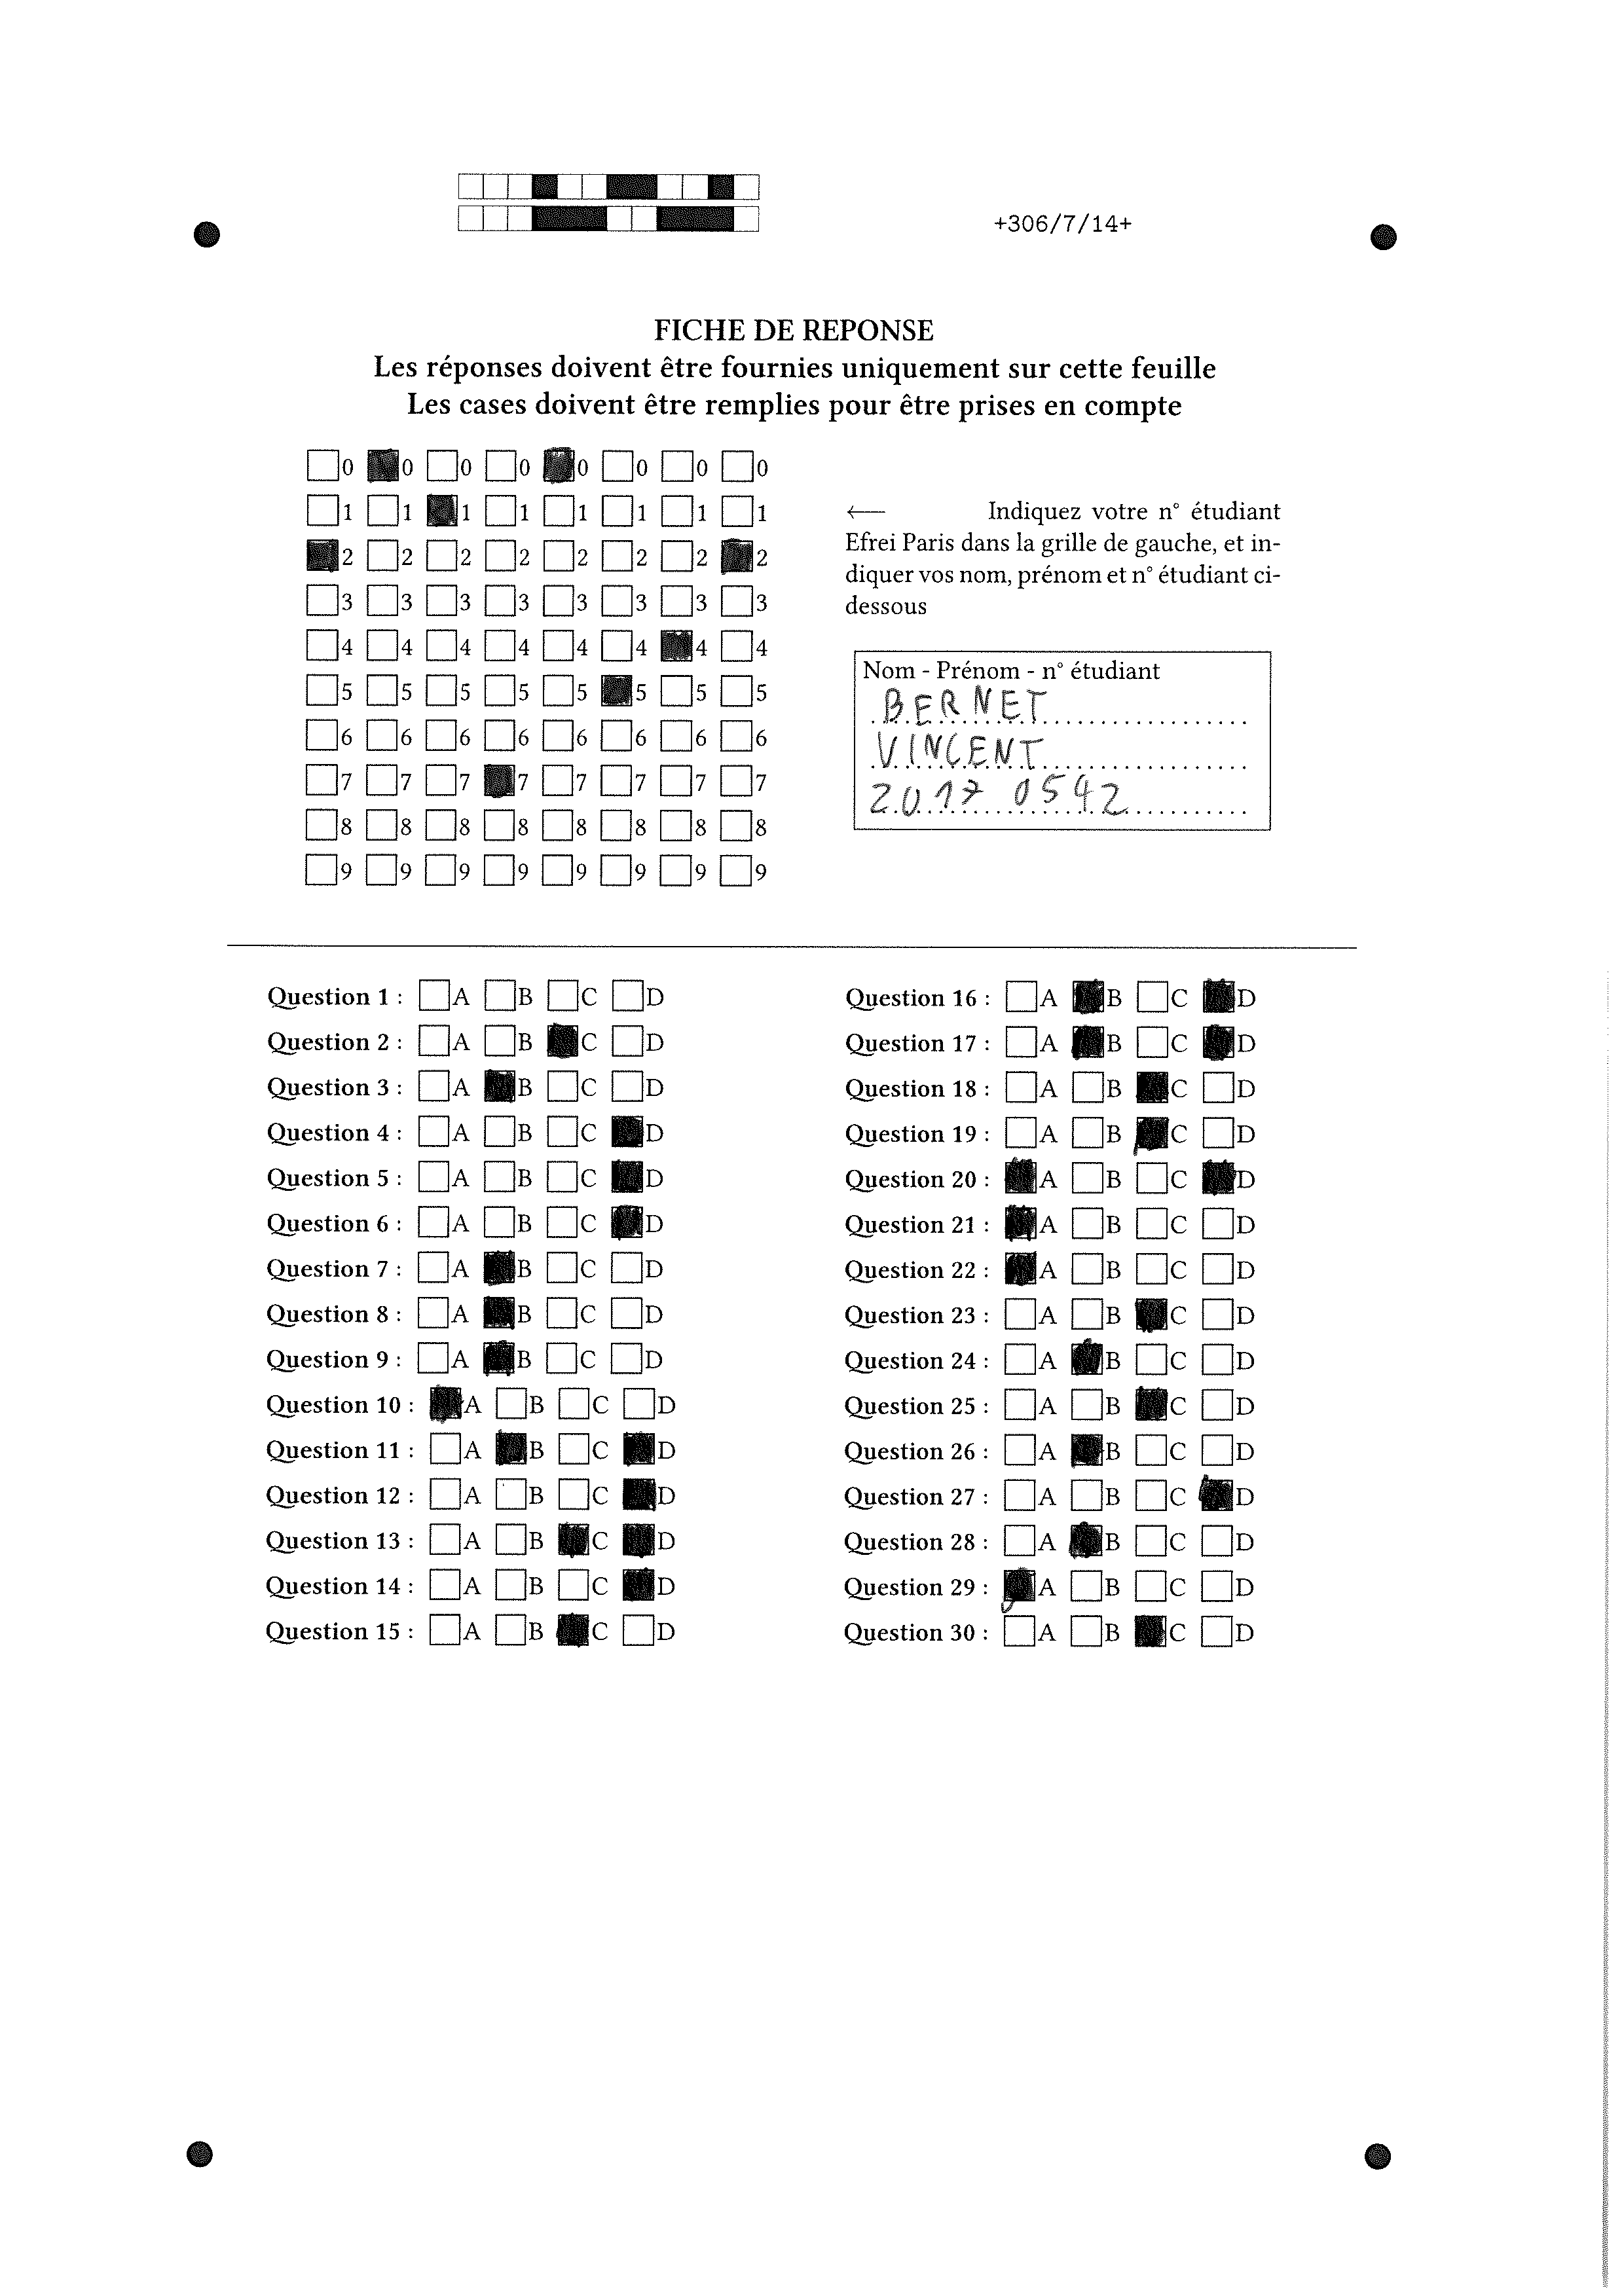 +306/7/14+
FICHE DE REPONSE
Les réponses doivent être fournies uniquement sur cette feuille
Les cases doivent être remplies pour être prises en compte
0 0 0 0 0 0 0 0
1 1 1 1 1 1 1 1
2 2 2 2 2 2 2 2
3 3 3 3 3 3 3 3
4 4 4 4 4 4 4 4
5 5 5 5 5 5 5 5
6 6 6 6 6 6 6 6
7 7 7 7 7 7 7 7
8 8 8 8 8 8 8 8
9 9 9 9 9 9 9 9
← Indiquez votre n° étudiant
Efrei Paris dans la grille de gauche, et in-
diquer vos nom, prénom et n° étudiant ci-
dessous
Nom - Prénom - n° étudiant
BERNET
VINCENT
2017 0542
Question 1 : A B C D
Question 2 : A B C D
Question 3 : A B C D
Question 4 : A B C D
Question 5 : A B C D
Question 6 : A B C D
Question 7 : A B C D
Question 8 : A B C D
Question 9 : A B C D
Question 10 : A B C D
Question 11 : A B C D
Question 12 : A B C D
Question 13 : A B C D
Question 14 : A B C D
Question 15 : A B C D
Question 16 : A B C D
Question 17 : A B C D
Question 18 : A B C D
Question 19 : A B C D
Question 20 : A B C D
Question 21 : A B C D
Question 22 : A B C D
Question 23 : A B C D
Question 24 : A B C D
Question 25 : A B C D
Question 26 : A B C D
Question 27 : A B C D
Question 28 : A B C D
Question 29 : A B C D
Question 30 : A B C D